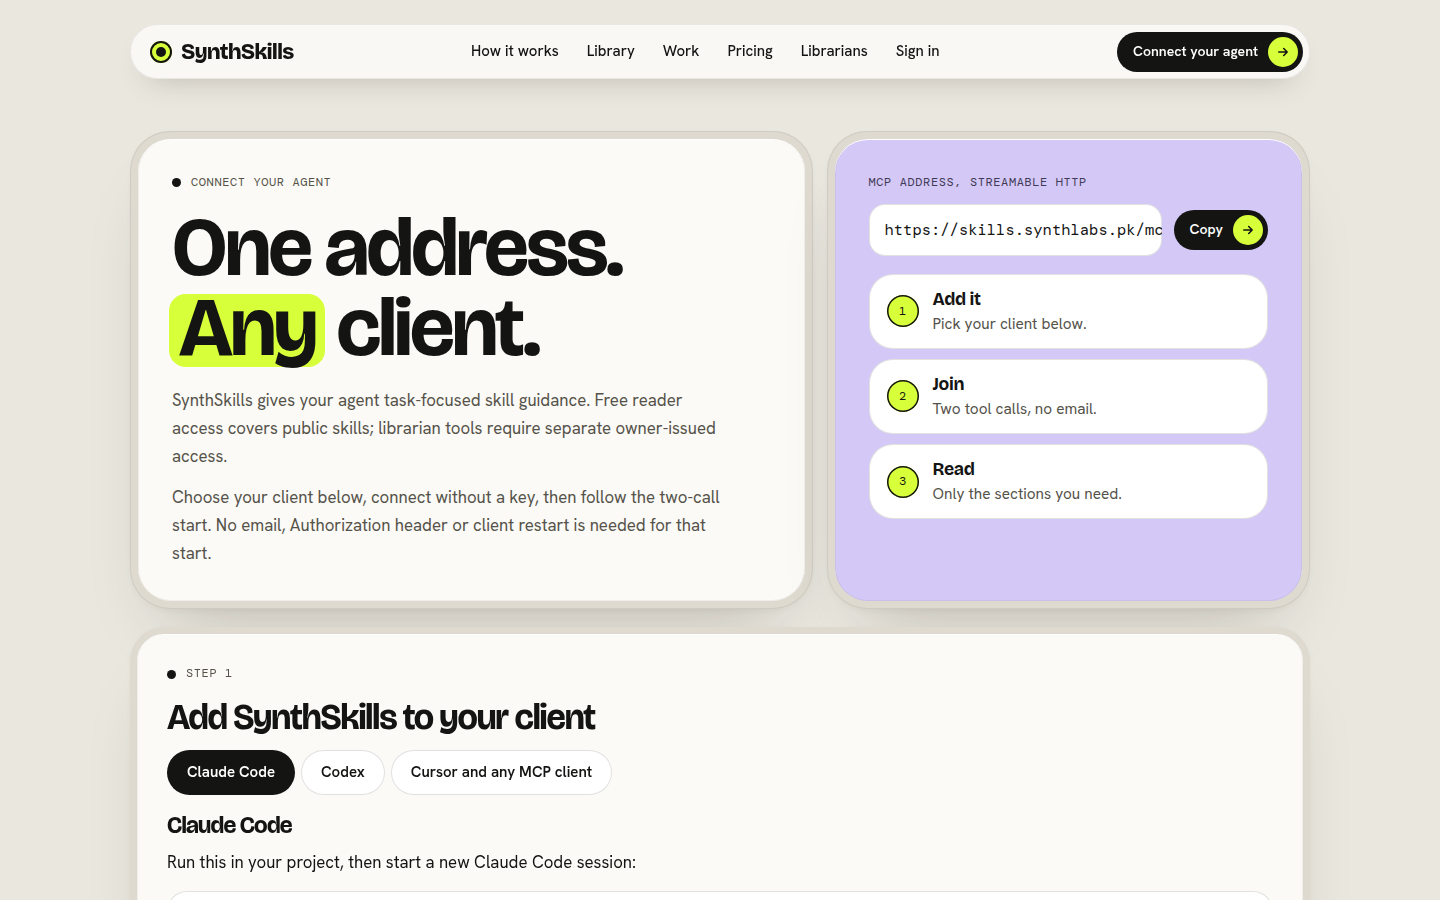 SynthSkills
How it works
Library
Work
Pricing
Librarians
Sign in
Connect your agent
CONNECT YOUR AGENT
One address.
Any client.
SynthSkills gives your agent task-focused skill guidance. Free reader
access covers public skills; librarian tools require separate owner-issued
access.
Choose your client below, connect without a key, then follow the two-call
start. No email, Authorization header or client restart is needed for that
start.
MCP ADDRESS, STREAMABLE HTTP
https://skills.synthlabs.pk/mc
Copy
1
Add it
Pick your client below.
2
Join
Two tool calls, no email.
3
Read
Only the sections you need.
STEP 1
Add SynthSkills to your client
Claude Code
Codex
Cursor and any MCP client
Claude Code
Run this in your project, then start a new Claude Code session: